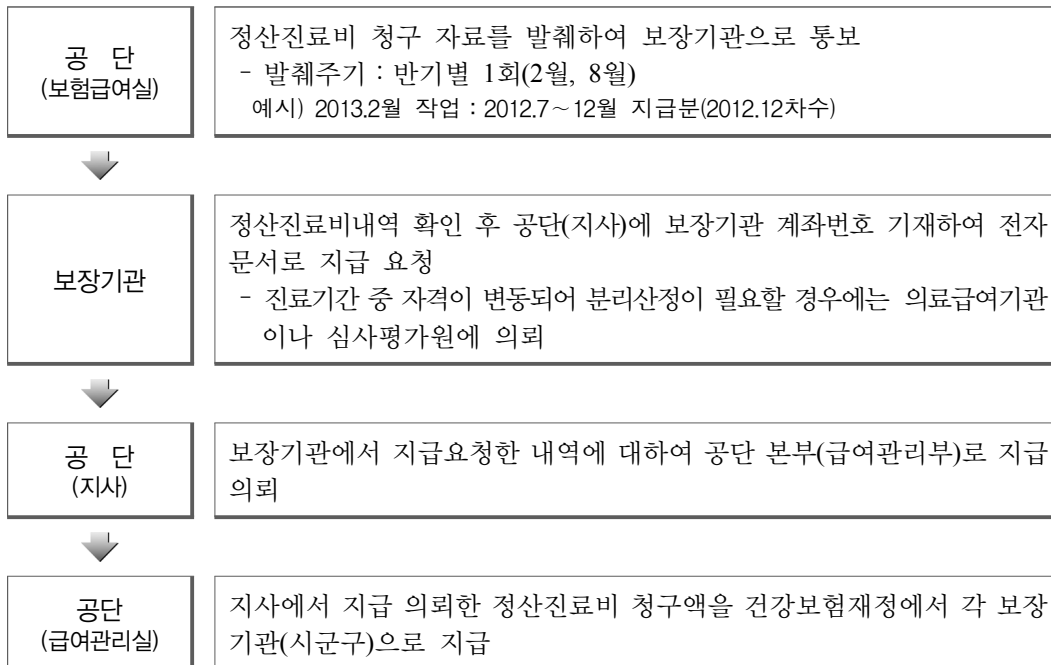 공 단
(보험급여실)
정산진료비 청구 자료를 발췌하여 보장기관으로 통보
- 발췌주기 : 반기별 1회(2월, 8월)
예시) 2013.2월 작업 : 2012.7～12월 지급분(2012.12차수)
보장기관
정산진료비내역 확인 후 공단(지사)에 보장기관 계좌번호 기재하여 전자
문서로 지급 요청
- 진료기간 중 자격이 변동되어 분리산정이 필요할 경우에는 의료급여기관
이나 심사평가원에 의뢰
공 단
(지사)
보장기관에서 지급요청한 내역에 대하여 공단 본부(급여관리부)로 지급
의뢰
공단
(급여관리실)
지사에서 지급 의뢰한 정산진료비 청구액을 건강보험재정에서 각 보장
기관(시군구)으로 지급